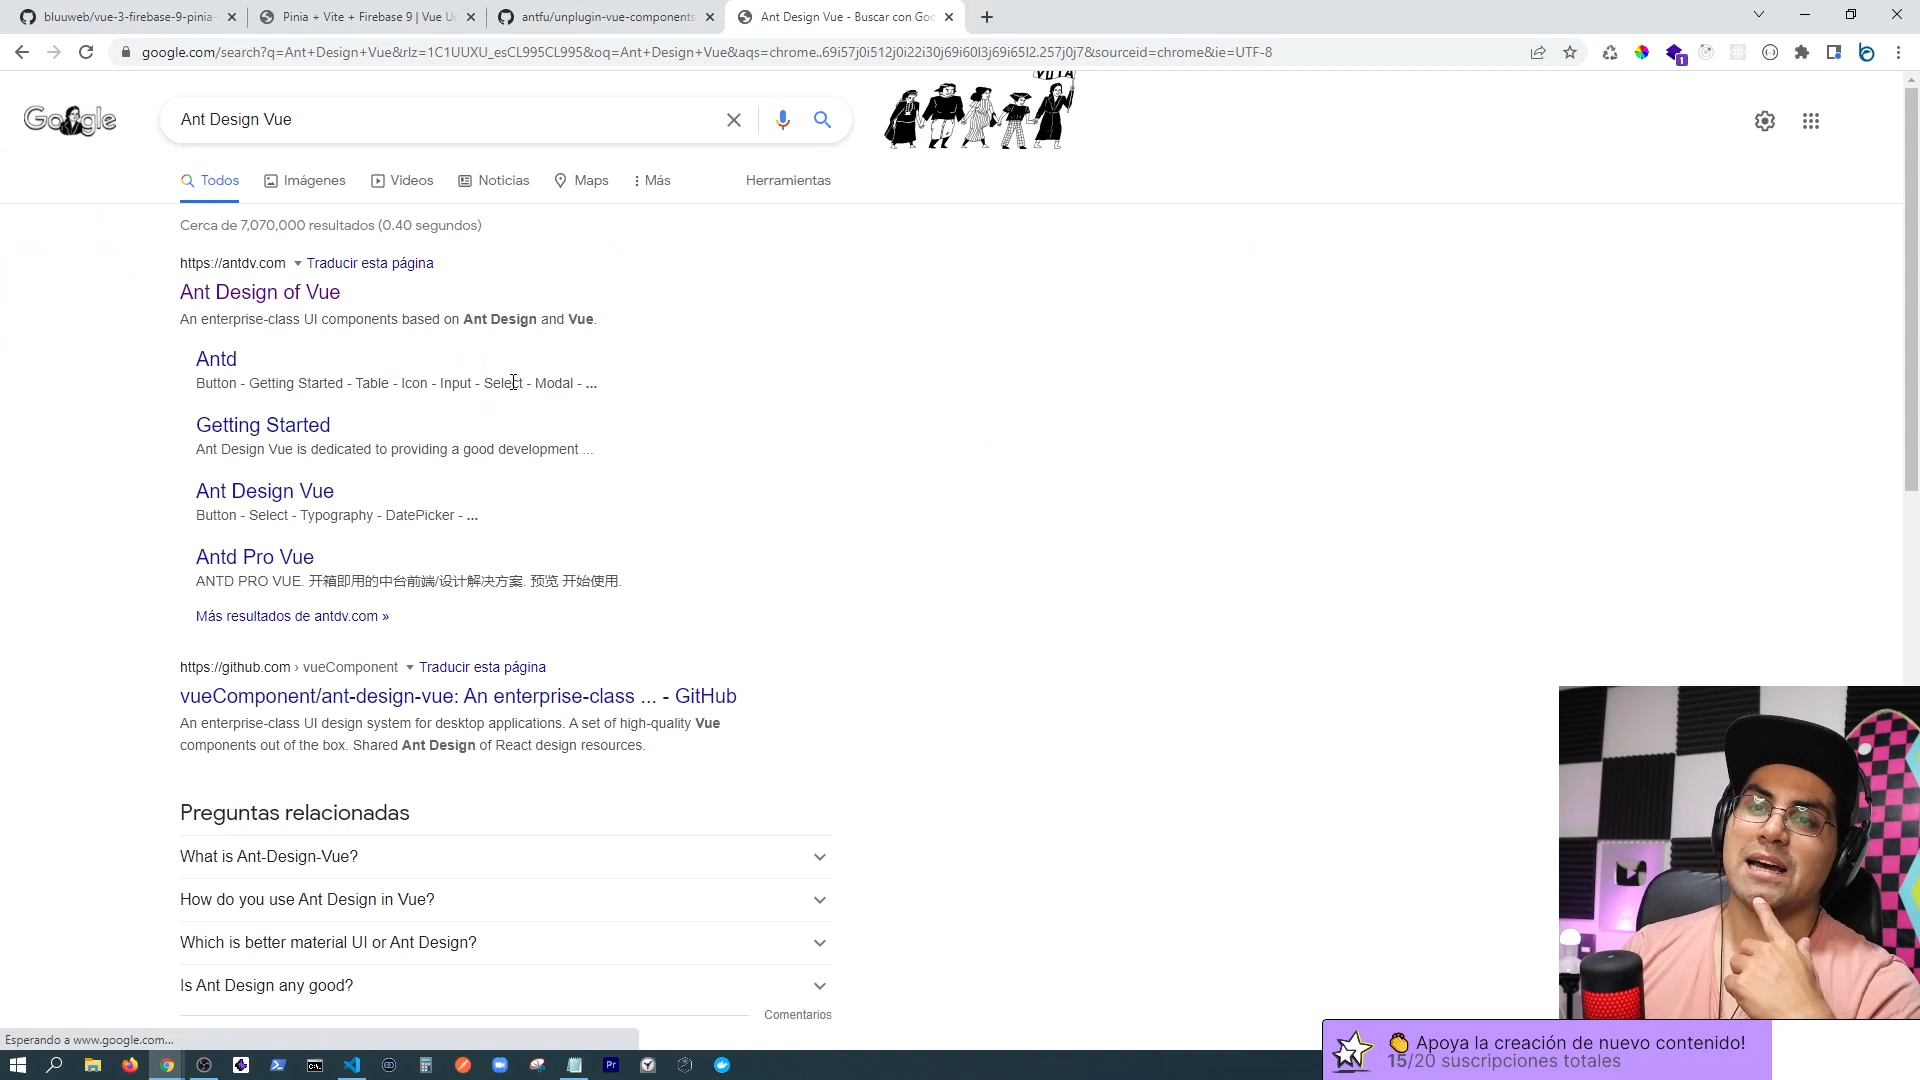 bluuweb/vue-3-firebase-9-pinia-
Pinia + Vite + Firebase 9 | Vue Uc
antfu/unplugin-vue-components
Ant Design Vue - Buscar con Goo
google.com/search?q=Ant+Design+Vue&rlz=1C1UUXU_esCL995CL995&oq=Ant+Design+Vue&aqs=chrome..69i57j0i512j0i22i30j69i60l3j69i65l2.257j0j7&sourceid=chrome&ie=UTF-8
1
Google
Ant Design Vue
VOTA
Todos
Imágenes
Videos
Noticias
Maps
Más
Herramientas
Cerca de 7,070,000 resultados (0.40 segundos)
https://antdv.com
Traducir esta página
Ant Design of Vue
An enterprise-class UI components based on Ant Design and Vue.
Antd
Button - Getting Started - Table - Icon - Input - Select - Modal - ...
Getting Started
Ant Design Vue is dedicated to providing a good development ...
Ant Design Vue
Button - Select - Typography - DatePicker - ...
Antd Pro Vue
ANTD PRO VUE. 开箱即用的中台前端/设计解决方案. 预览 开始使用.
Más resultados de antdv.com »
https://github.com › vueComponent
Traducir esta página
vueComponent/ant-design-vue: An enterprise-class ... - GitHub
An enterprise-class UI design system for desktop applications. A set of high-quality Vue
components out of the box. Shared Ant Design of React design resources.
Preguntas relacionadas
What is Ant-Design-Vue?
How do you use Ant Design in Vue?
Which is better material UI or Ant Design?
Is Ant Design any good?
Comentarios
Esperando a www.google.com...
Pr
Apoya la creación de nuevo contenido!
15/20 suscripciones totales